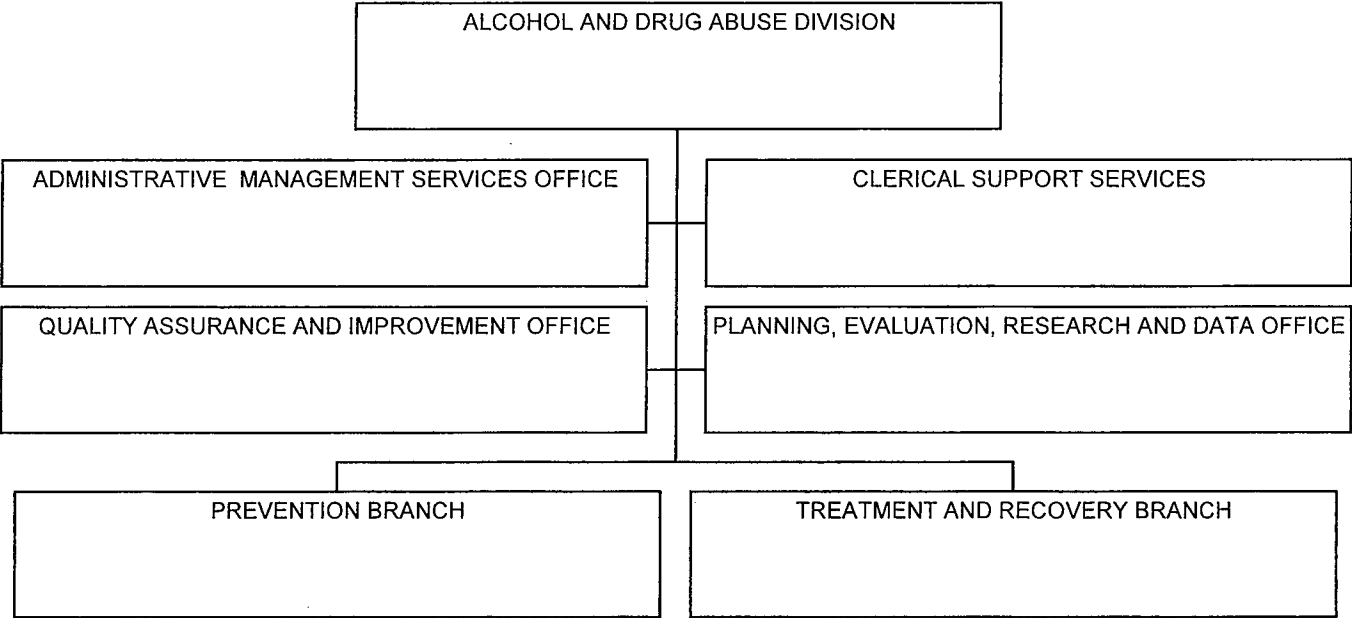 ALCOHOL AND DRUG ABUSE DIVISION
ADMINISTRATIVE MANAGEMENT SERVICES OFFICE
CLERICAL SUPPORT SERVICES
QUALITY ASSURANCE AND IMPROVEMENT OFFICE
PLANNING, EVALUATION, RESEARCH AND DATA OFFICE
PREVENTION BRANCH
TREATMENT AND RECOVERY BRANCH